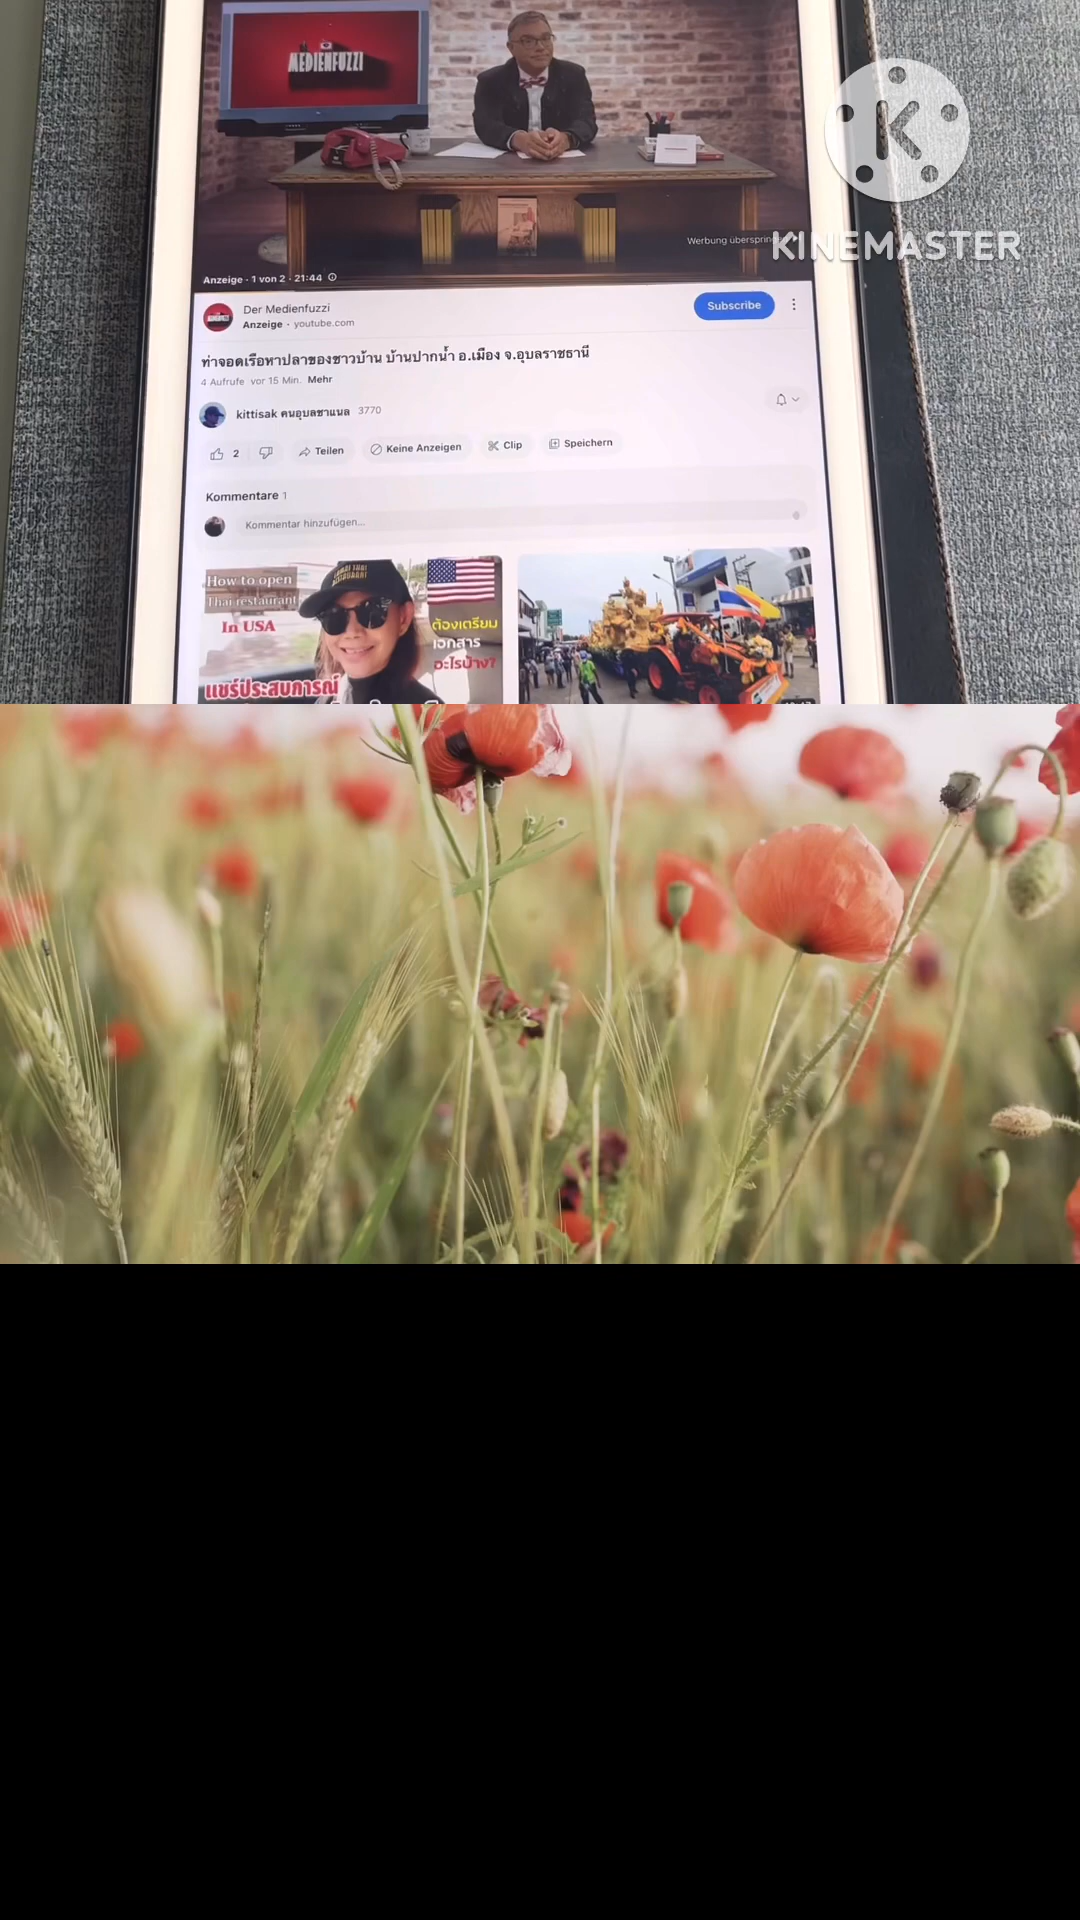 MEDIENFUZZI
KINEMASTER
Anzeige · 1 von 2 · 21:44
Der Medienfuzzi
Anzeige · youtube.com
Subscribe
ท่าจอดเรือหาปลาของชาวบ้าน บ้านปากน้ำ อ.เมือง จ.อุบลราชธานี
4 Aufrufe vor 15 Min. Mehr
kittisak คนอุบลชาแนล 3770
2 Teilen Keine Anzeigen Clip Speichern
Kommentare 1
Kommentar hinzufügen...
How to open
Thai restaurant
In USA
ต้องเตรียม
เอกสาร
อะไรบ้าง?
แชร์ประสบการณ์